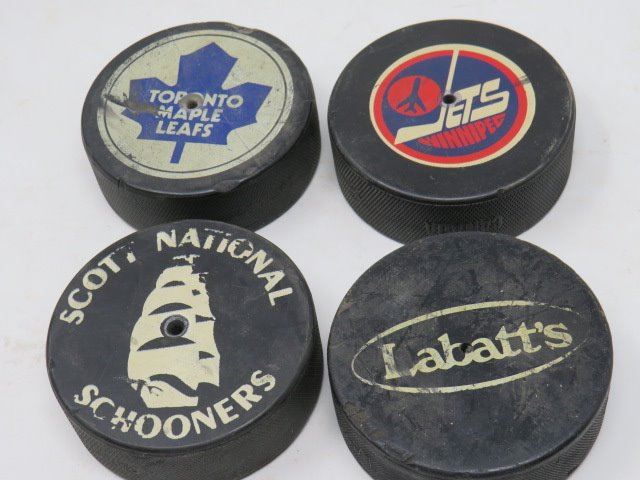 TORONTO
MAPLE
LEAFS
JETS
WINNIPEG
SCOTT NATIONAL
SCHOONERS
Labatt's